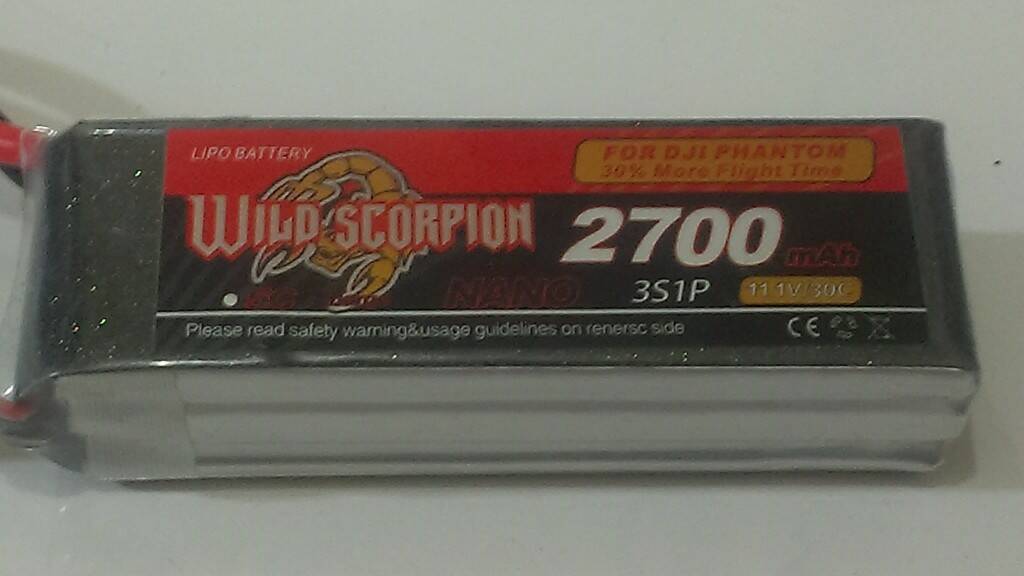 LIPO BATTERY
FOR DJI PHANTOM
30% More Flight Time
WILD SCORPION
2700 mAh
NANO
3S1P
11.1V/30C
Please read safety warning&usage guidelines on renersc side
CE